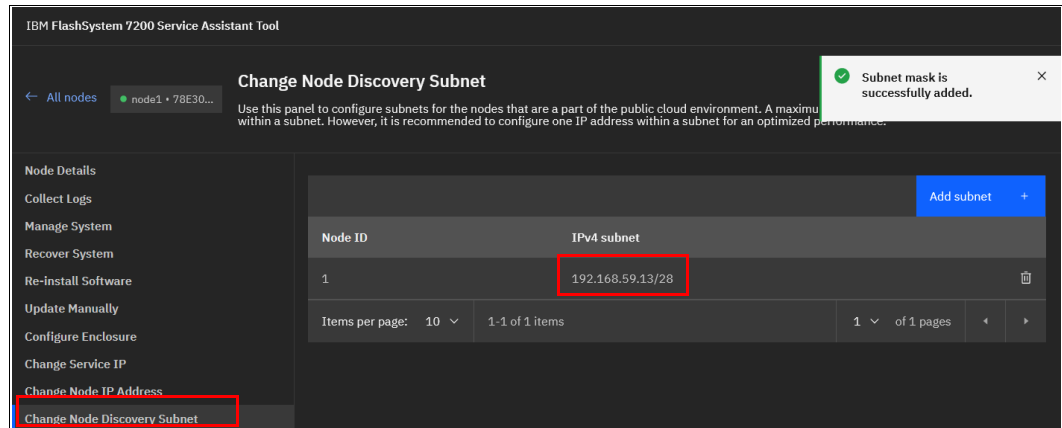 IBM FlashSystem 7200 Service Assistant Tool
← All nodes
node1 • 78E30...
Change Node Discovery Subnet
Use this panel to configure subnets for the nodes that are a part of the public cloud environment. A maximu
within a subnet. However, it is recommended to configure one IP address within a subnet for an optimized performance.
Subnet mask is
successfully added.
Node Details
Collect Logs
Manage System
Recover System
Re-install Software
Update Manually
Configure Enclosure
Change Service IP
Change Node IP Address
Change Node Discovery Subnet
Add subnet +
Node ID IPv4 subnet
1 192.168.59.13/28
Items per page: 10 1-1 of 1 items 1 of 1 pages